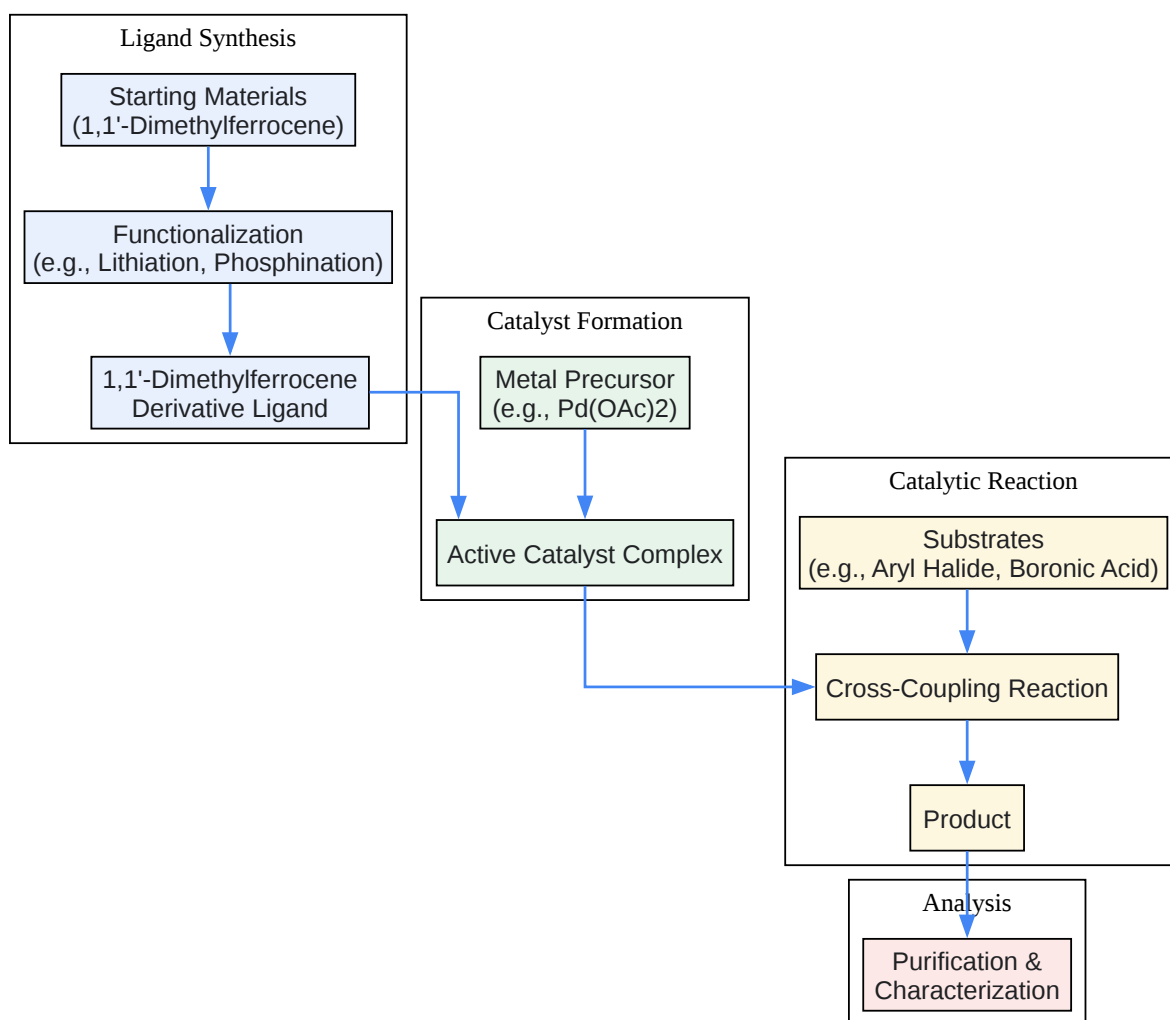 Ligand Synthesis
Starting Materials
(1,1'-Dimethylferrocene)
Functionalization
(e.g., Lithiation, Phosphination)
1,1'-Dimethylferrocene
Derivative Ligand
Catalyst Formation
Metal Precursor
(e.g., Pd(OAc)2)
Active Catalyst Complex
Catalytic Reaction
Substrates
(e.g., Aryl Halide, Boronic Acid)
Cross-Coupling Reaction
Product
Analysis
Purification &
Characterization